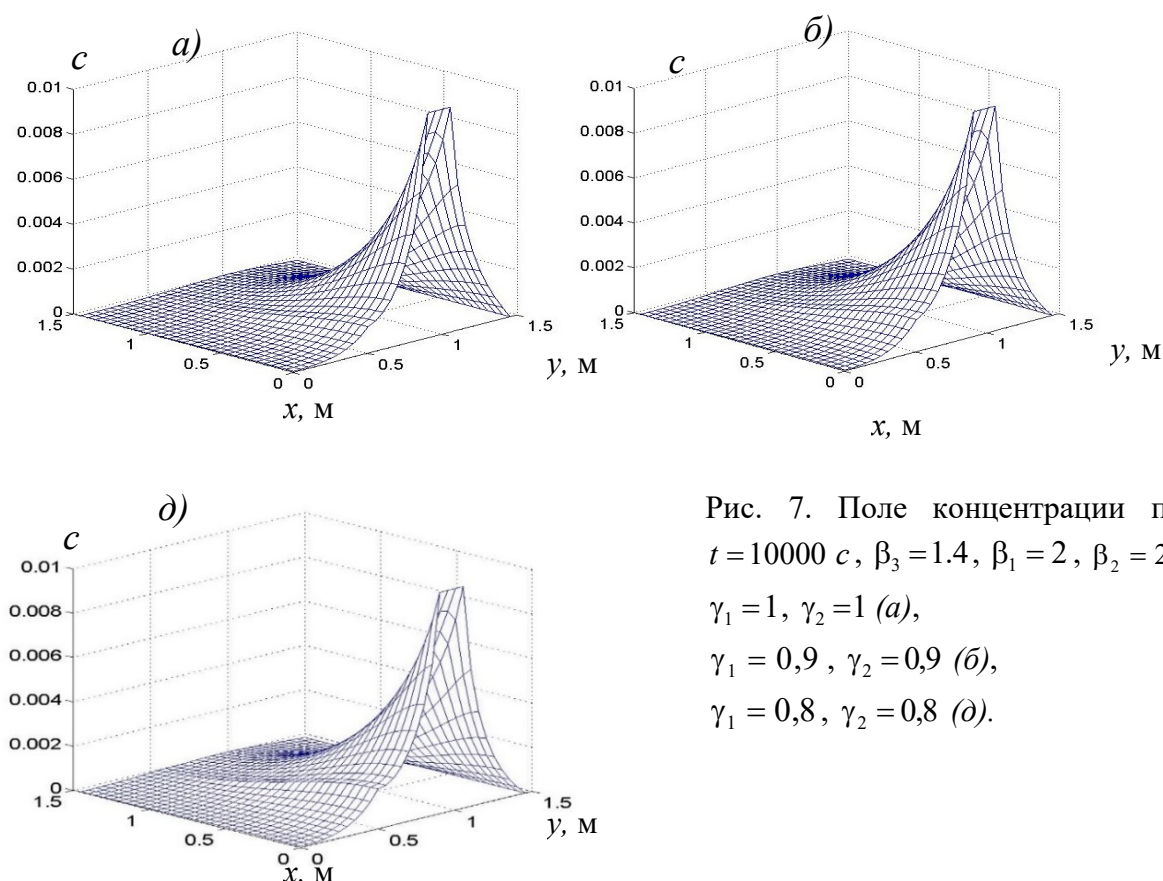 а)
c
0.01
0.008
0.006
0.004
0.002
0
1.5
1
0.5
0
0
0.5
1
1.5
y, м
x, м
б)
c
0.01
0.008
0.006
0.004
0.002
0
1.5
1
0.5
0
0
0.5
1
1.5
y, м
x, м
д)
c
0.01
0.008
0.006
0.004
0.002
0
1.5
1
0.5
0
0
0.5
1
1.5
y, м
x, м
Рис. 7. Поле концентрации п
t = 10000 c, β₃ = 1.4, β₁ = 2, β₂ = 2
γ₁ = 1, γ₂ = 1 (а),
γ₁ = 0,9 , γ₂ = 0,9 (б),
γ₁ = 0,8, γ₂ = 0,8 (д).